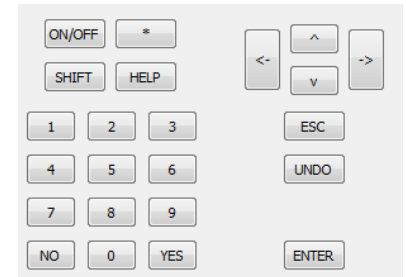 ON/OFF * ^
<- ->
SHIFT HELP v
1 2 3 ESC
4 5 6 UNDO
7 8 9
NO 0 YES ENTER